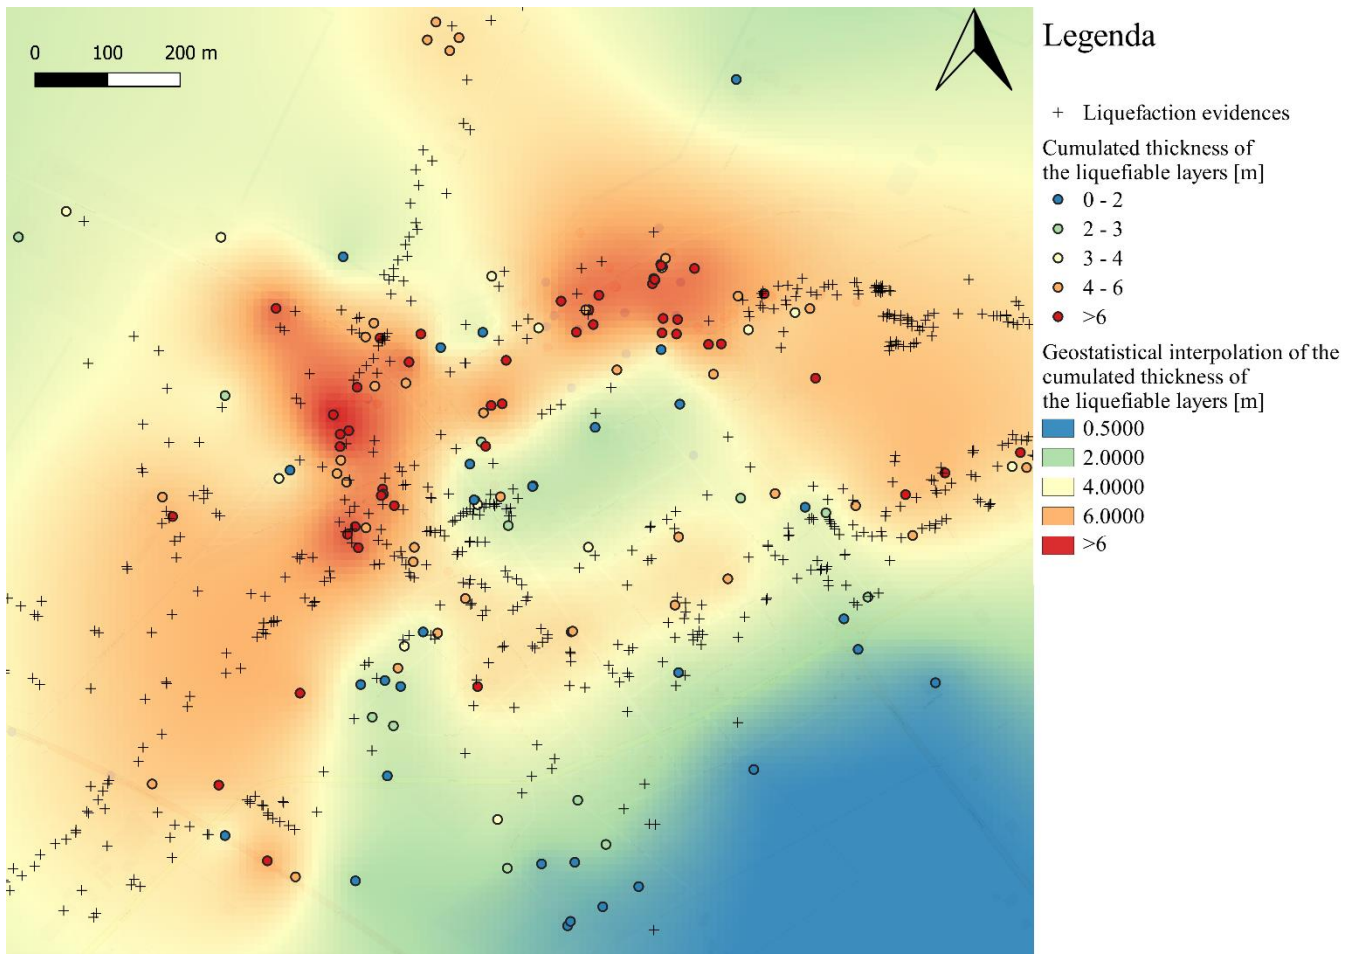 0 100 200 m
Legenda
Liquefaction evidences
Cumulated thickness of
the liquefiable layers [m]
0 - 2
2 - 3
3 - 4
4 - 6
>6
Geostatistical interpolation of the
cumulated thickness of
the liquefiable layers [m]
0.5000
2.0000
4.0000
6.0000
>6